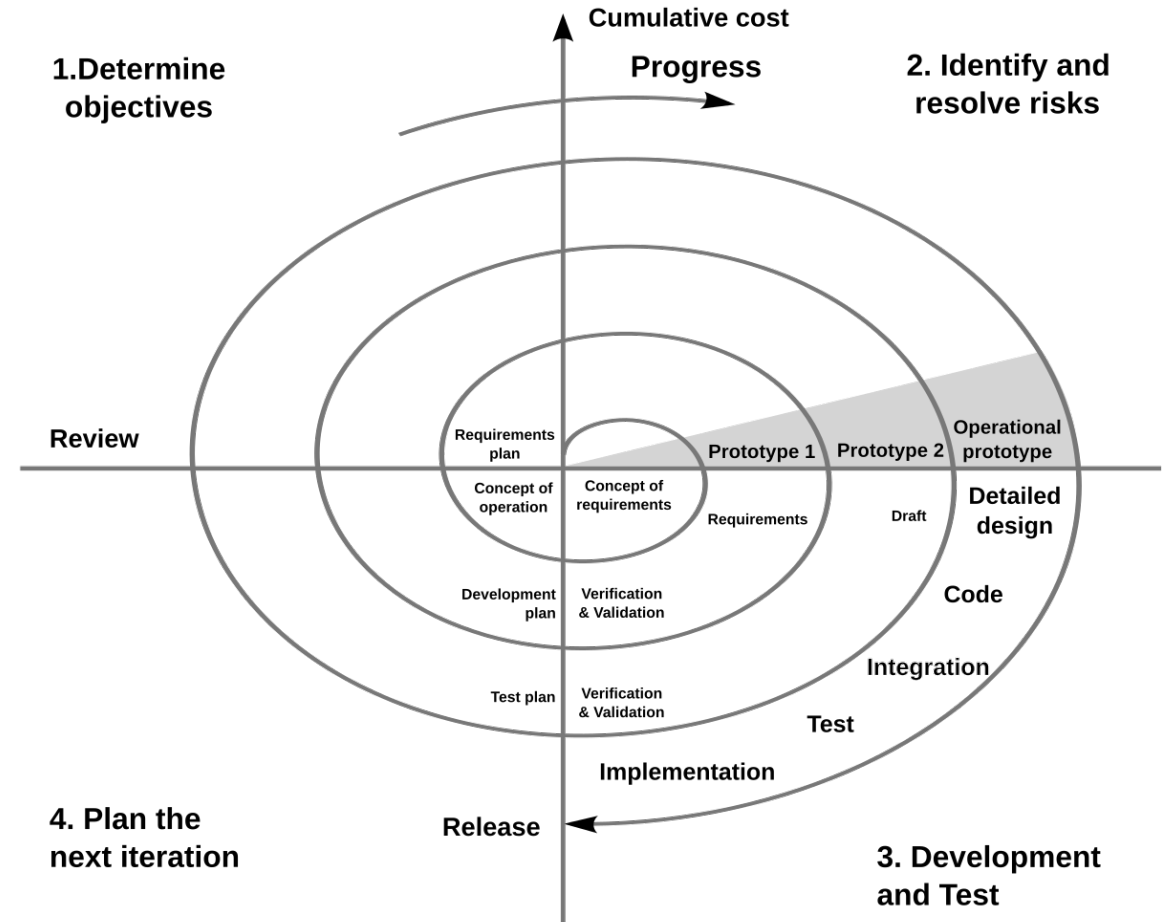 Cumulative cost
Progress
1.Determine
objectives
2. Identify and
resolve risks
Review
Requirements
plan
Prototype 1
Prototype 2
Operational
prototype
Concept of
operation
Concept of
requirements
Requirements
Draft
Detailed
design
Development
plan
Verification
& Validation
Code
Integration
Test plan
Verification
& Validation
Test
Implementation
Release
4. Plan the
next iteration
3. Development
and Test